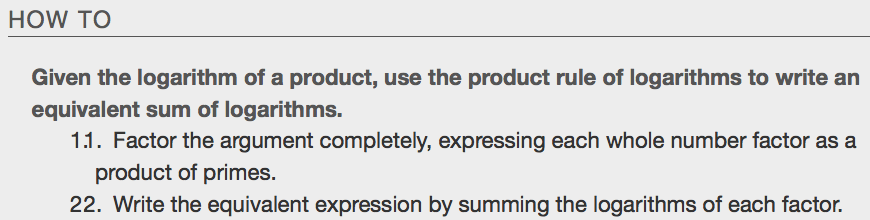 HOW TO
Given the logarithm of a product, use the product rule of logarithms to write an
equivalent sum of logarithms.
11. Factor the argument completely, expressing each whole number factor as a
product of primes.
22. Write the equivalent expression by summing the logarithms of each factor.